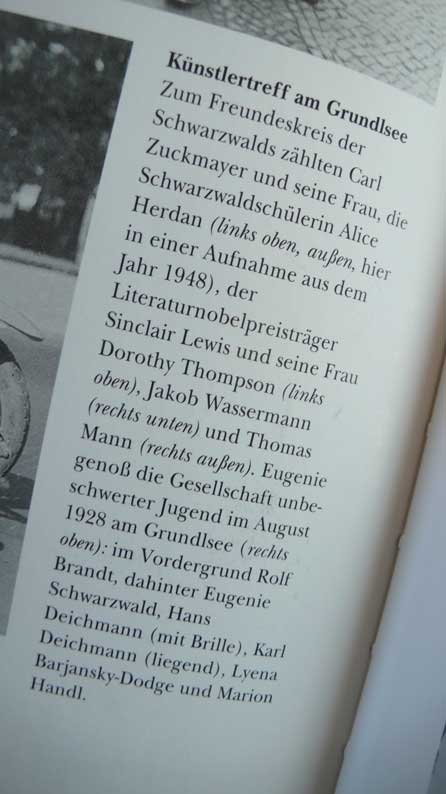 Künstlertreff am Grundlsee
Zum Freundeskreis der
Schwarzwalds zählten Carl
Zuckmayer und seine Frau, die
Schwarzwaldschülerin Alice
Herdan (links oben, außen, hier
in einer Aufnahme aus dem
Jahr 1948), der
Literaturnobelpreisträger
Sinclair Lewis und seine Frau
Dorothy Thompson (links
oben), Jakob Wassermann
(rechts unten) und Thomas
Mann (rechts außen). Eugenie
genoß die Gesellschaft unbe-
schwerter Jugend im August
1928 am Grundlsee (rechts
oben): im Vordergrund Rolf
Brandt, dahinter Eugenie
Schwarzwald, Hans
Deichmann (mit Brille), Karl
Deichmann (liegend), Lyena
Barjansky-Dodge und Marion
Handl.